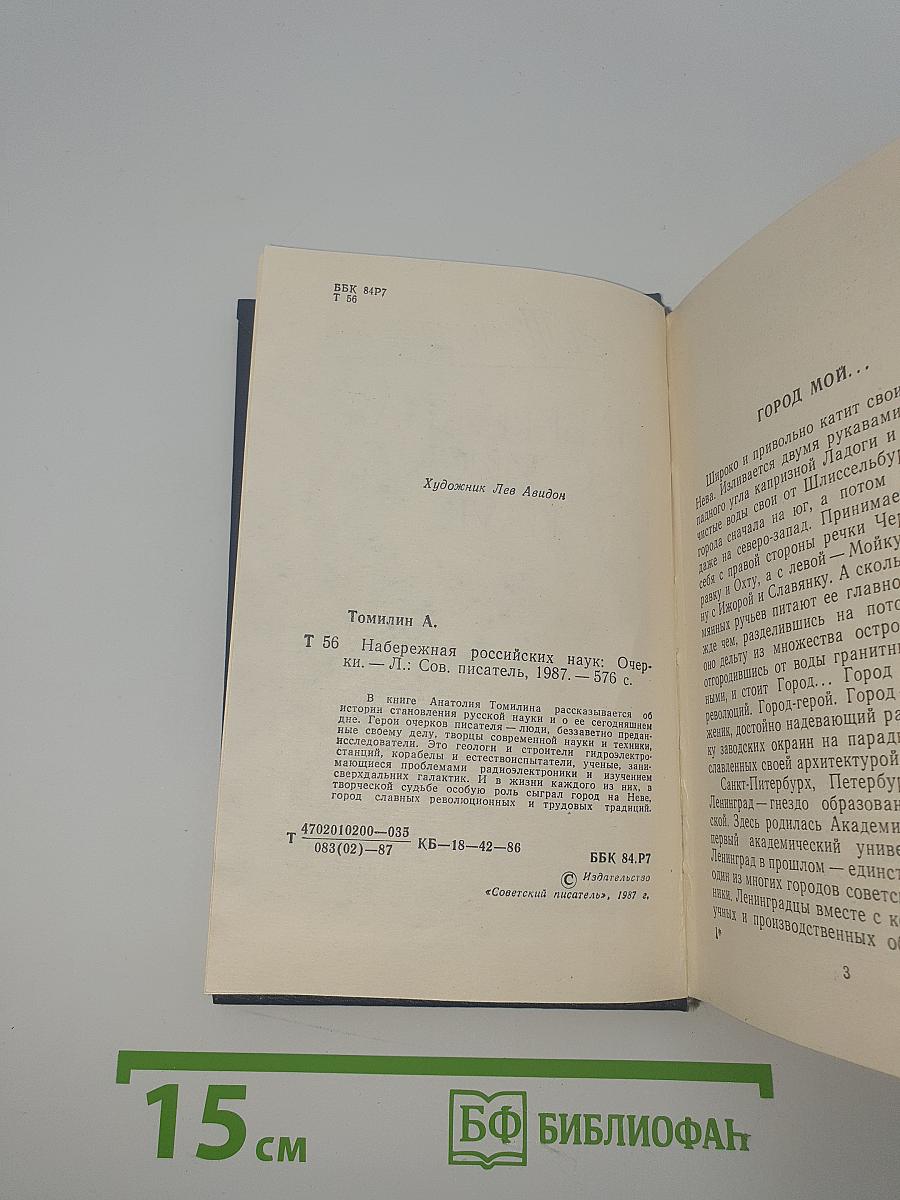 ББК 84Р7
Т 56
Художник Лев Авидон
Томилин А.
Т 56 Набережная российских наук: Очер-
ки. — Л.: Сов. писатель, 1987. — 576 с.
В книге Анатолия Томилина рассказывается об
истории становления русской науки и о ее сегодняшнем
дне. Герои очерков писателя — люди, беззаветно предан-
ные своему делу, творцы современной науки и техники,
исследователи. Это геологи и строители гидроэлектро-
станций, корабелы и естествоиспытатели, ученые, зани-
мающиеся проблемами радиоэлектроники и изучением
сверхдальних галактик. И в жизни каждого из них, в
творческой судьбе особую роль сыграл город на Неве,
город славных революционных и трудовых традиций.
Т 4702010200—035
083(02)—87 КБ—18—42—86
ББК 84.Р7
© Издательство
«Советский писатель», 1987 г.
ГОРОД МОЙ...
Широко и привольно катит свои
Нева. Изливается двумя рукавами
падного угла капризной Ладоги и
чистые воды свои от Шлиссельбур
города сначала на юг, а потом
даже на северо-запад. Принимае
себя с правой стороны речки Чер
равку и Охту, а с левой — Мойку
ну с Ижорой и Славянку. А сколь
мянных ручьев питают ее главно
жде чем, разделившись на пото
оно дельту из множества остро
отгородившись от воды гранитны
ными, и стоит Город... Город
революций. Город-герой. Город
женик, достойно надевающий ра
ку заводских окраин на парадн
славленных своей архитектурой
Санкт-Питербурх, Петербур
Ленинград — гнездо образован
ской. Здесь родилась Академи
первый академический униве
Ленинград в прошлом — единст
один из многих городов советс
ники. Ленинградцы вместе с к
учных и производственных об
1*
3
15 см
БФ БИБЛИОФАН